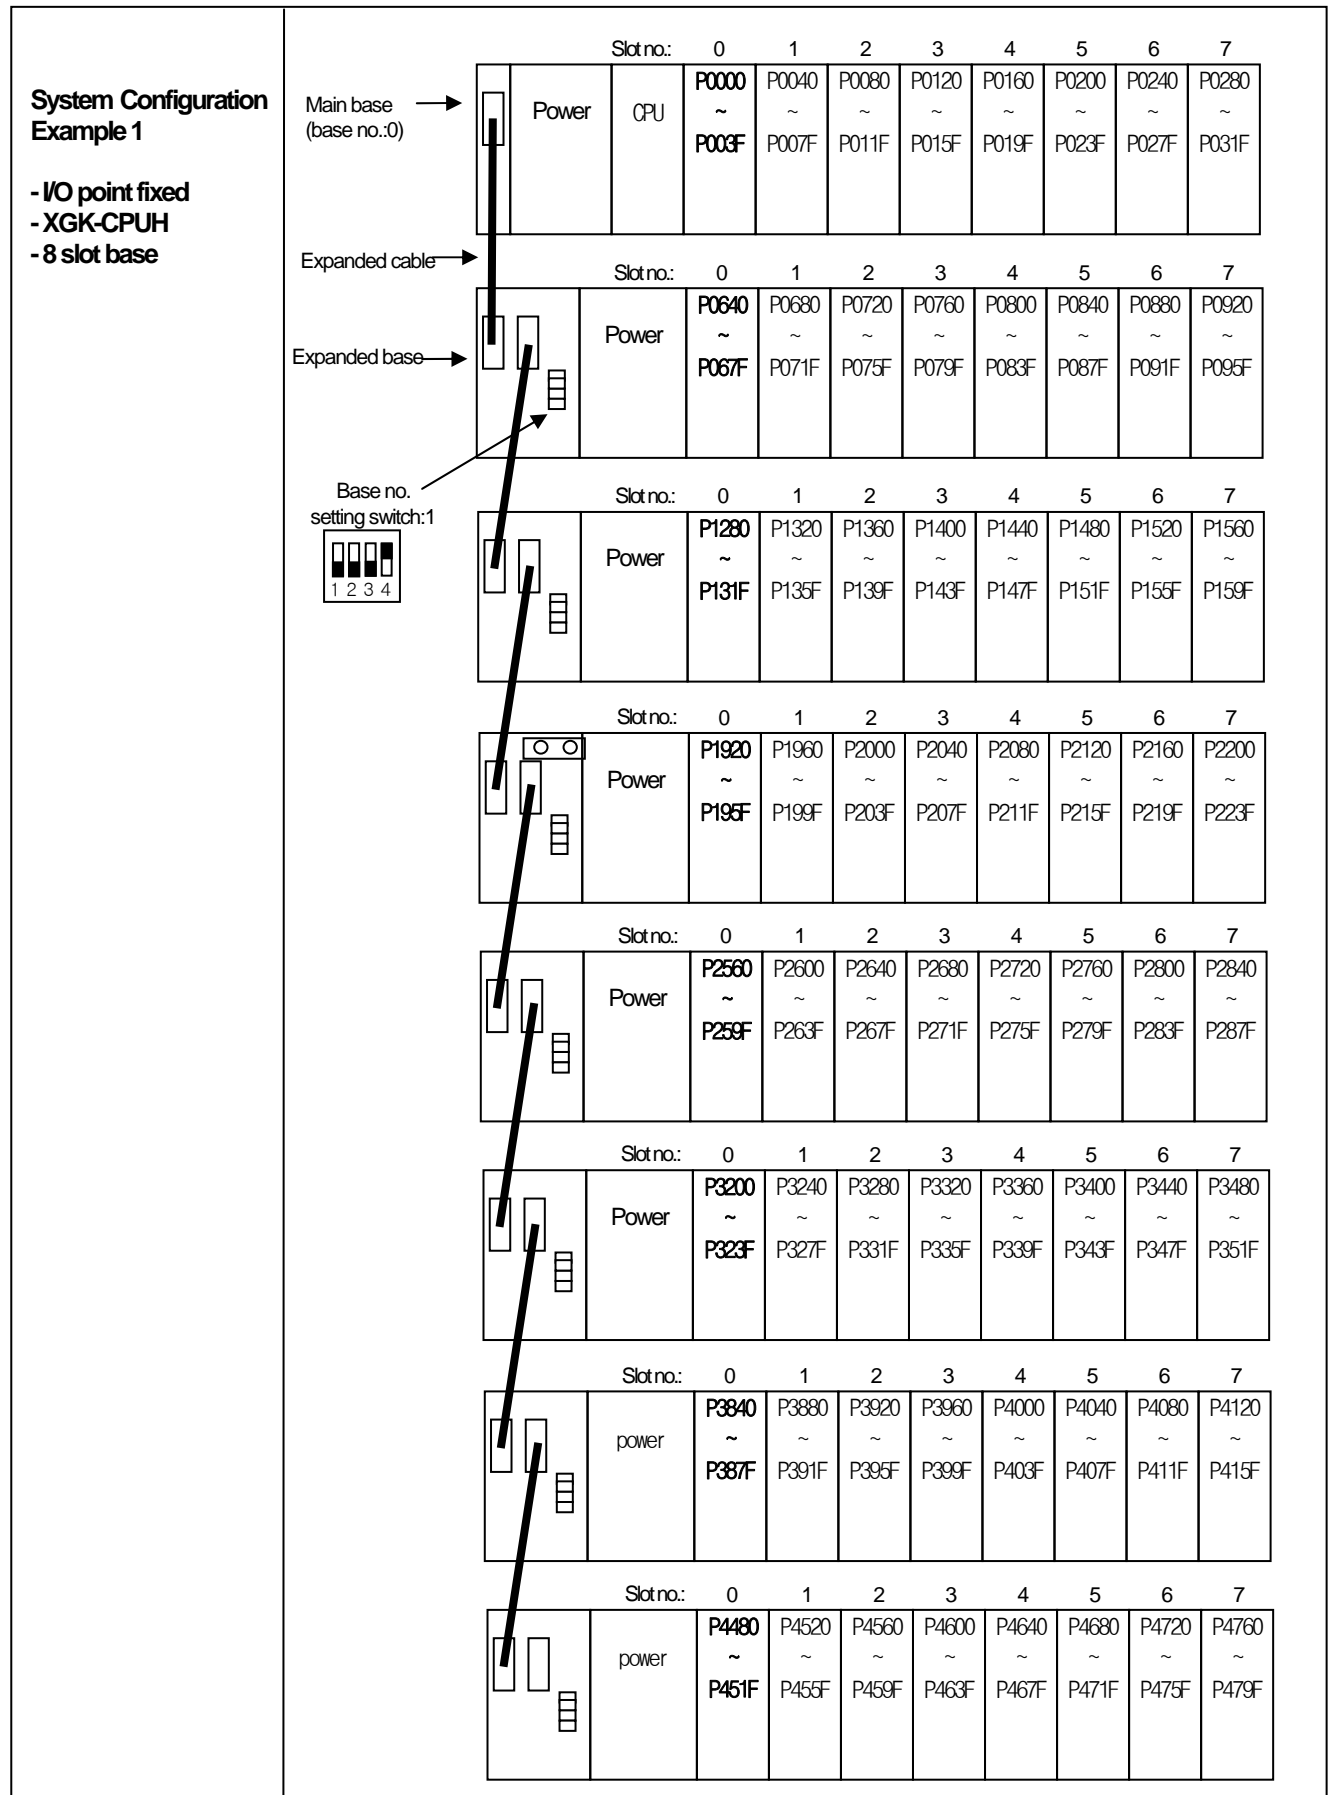 System Configuration
Example 1
- I/O point fixed
- XGK-CPUH
- 8 slot base
Slot no.: 0 1 2 3 4 5 6 7
Main base
(base no.:0)
Power CPU
P0000 P0040 P0080 P0120 P0160 P0200 P0240 P0280
~ ~ ~ ~ ~ ~ ~ ~
P003F P007F P011F P015F P019F P023F P027F P031F
Expanded cable
Slot no.: 0 1 2 3 4 5 6 7
Expanded base
Power
P0640 P0680 P0720 P0760 P0800 P0840 P0880 P0920
~ ~ ~ ~ ~ ~ ~ ~
P067F P071F P075F P079F P083F P087F P091F P095F
Base no.
setting switch:1
1 2 3 4
Slot no.: 0 1 2 3 4 5 6 7
Power
P1280 P1320 P1360 P1400 P1440 P1480 P1520 P1560
~ ~ ~ ~ ~ ~ ~ ~
P131F P135F P139F P143F P147F P151F P155F P159F
Slot no.: 0 1 2 3 4 5 6 7
Power
P1920 P1960 P2000 P2040 P2080 P2120 P2160 P2200
~ ~ ~ ~ ~ ~ ~ ~
P195F P199F P203F P207F P211F P215F P219F P223F
Slot no.: 0 1 2 3 4 5 6 7
Power
P2560 P2600 P2640 P2680 P2720 P2760 P2800 P2840
~ ~ ~ ~ ~ ~ ~ ~
P259F P263F P267F P271F P275F P279F P283F P287F
Slot no.: 0 1 2 3 4 5 6 7
Power
P3200 P3240 P3280 P3320 P3360 P3400 P3440 P3480
~ ~ ~ ~ ~ ~ ~ ~
P323F P327F P331F P335F P339F P343F P347F P351F
Slot no.: 0 1 2 3 4 5 6 7
power
P3840 P3880 P3920 P3960 P4000 P4040 P4080 P4120
~ ~ ~ ~ ~ ~ ~ ~
P387F P391F P395F P399F P403F P407F P411F P415F
Slot no.: 0 1 2 3 4 5 6 7
power
P4480 P4520 P4560 P4600 P4640 P4680 P4720 P4760
~ ~ ~ ~ ~ ~ ~ ~
P451F P455F P459F P463F P467F P471F P475F P479F